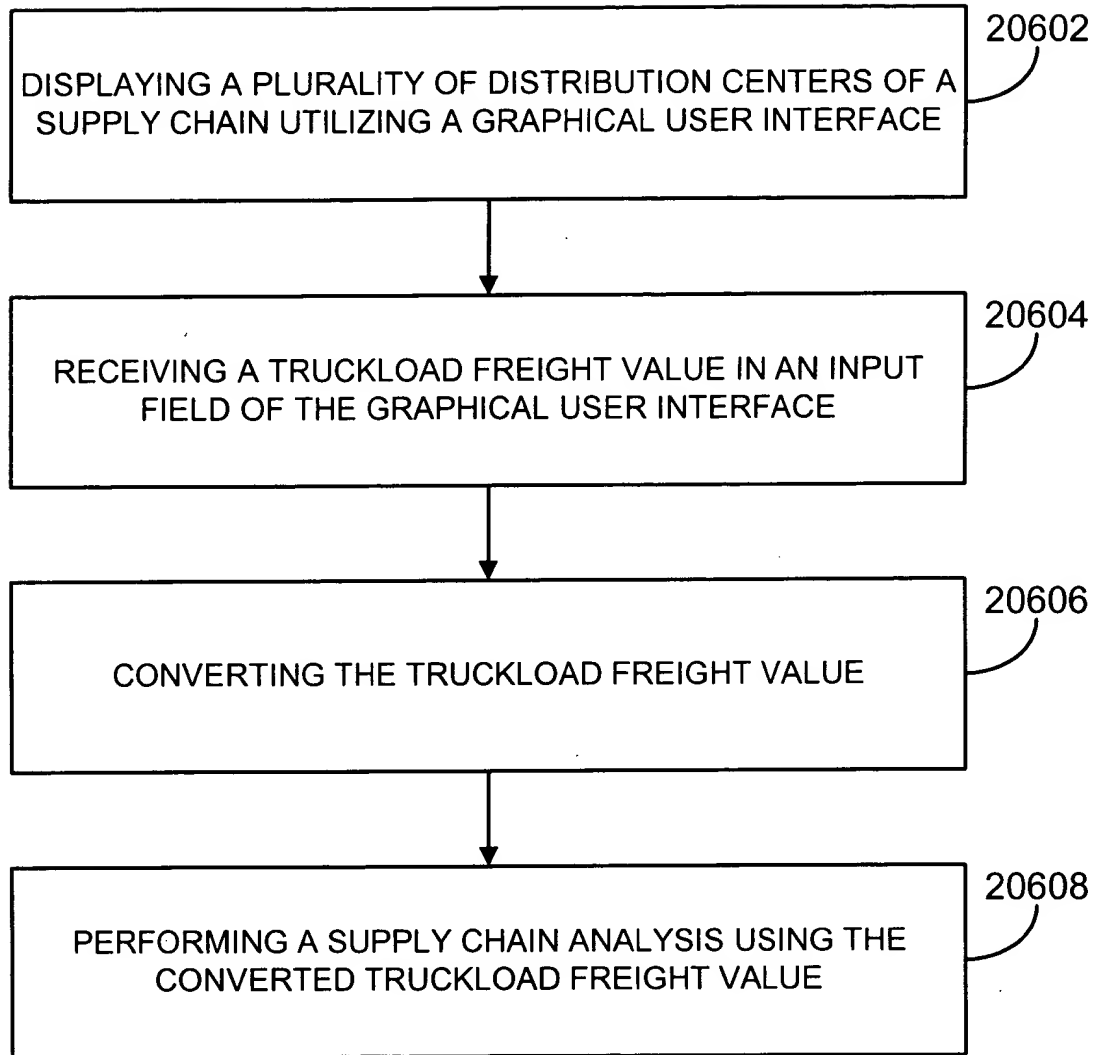 20602
DISPLAYING A PLURALITY OF DISTRIBUTION CENTERS OF A
SUPPLY CHAIN UTILIZING A GRAPHICAL USER INTERFACE
20604
RECEIVING A TRUCKLOAD FREIGHT VALUE IN AN INPUT
FIELD OF THE GRAPHICAL USER INTERFACE
20606
CONVERTING THE TRUCKLOAD FREIGHT VALUE
20608
PERFORMING A SUPPLY CHAIN ANALYSIS USING THE
CONVERTED TRUCKLOAD FREIGHT VALUE